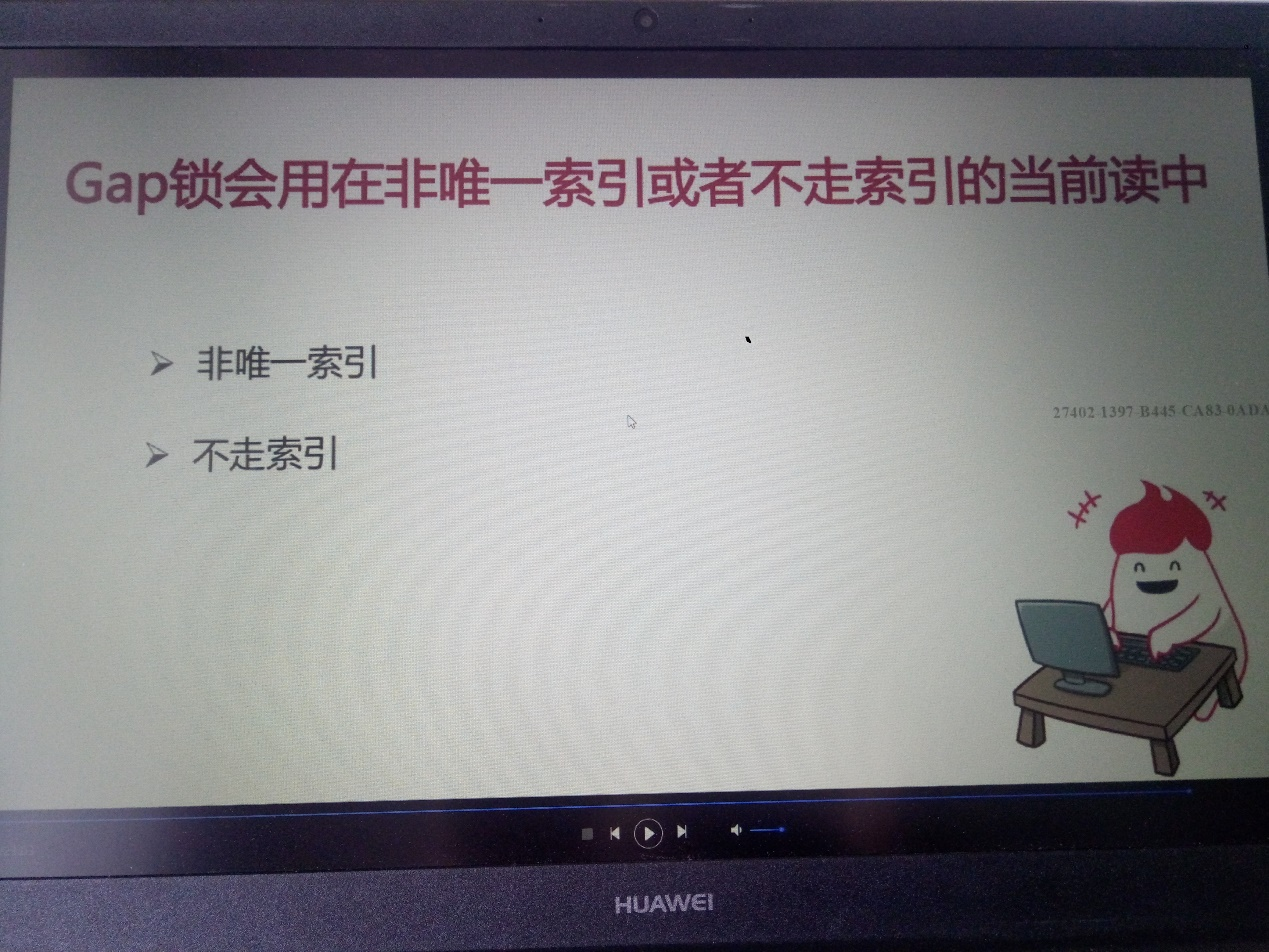 Gap锁会用在非唯一索引或者不走索引的当前读中
非唯一索引
不走索引
27402-1397-B445-CA83-0ADA
HUAWEI